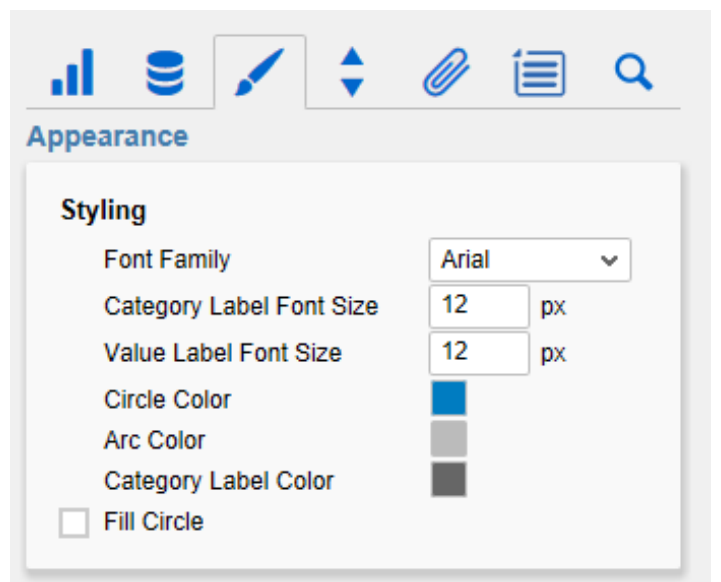 Appearance
Styling
Font Family Arial
Category Label Font Size 12 px
Value Label Font Size 12 px
Circle Color
Arc Color
Category Label Color
Fill Circle